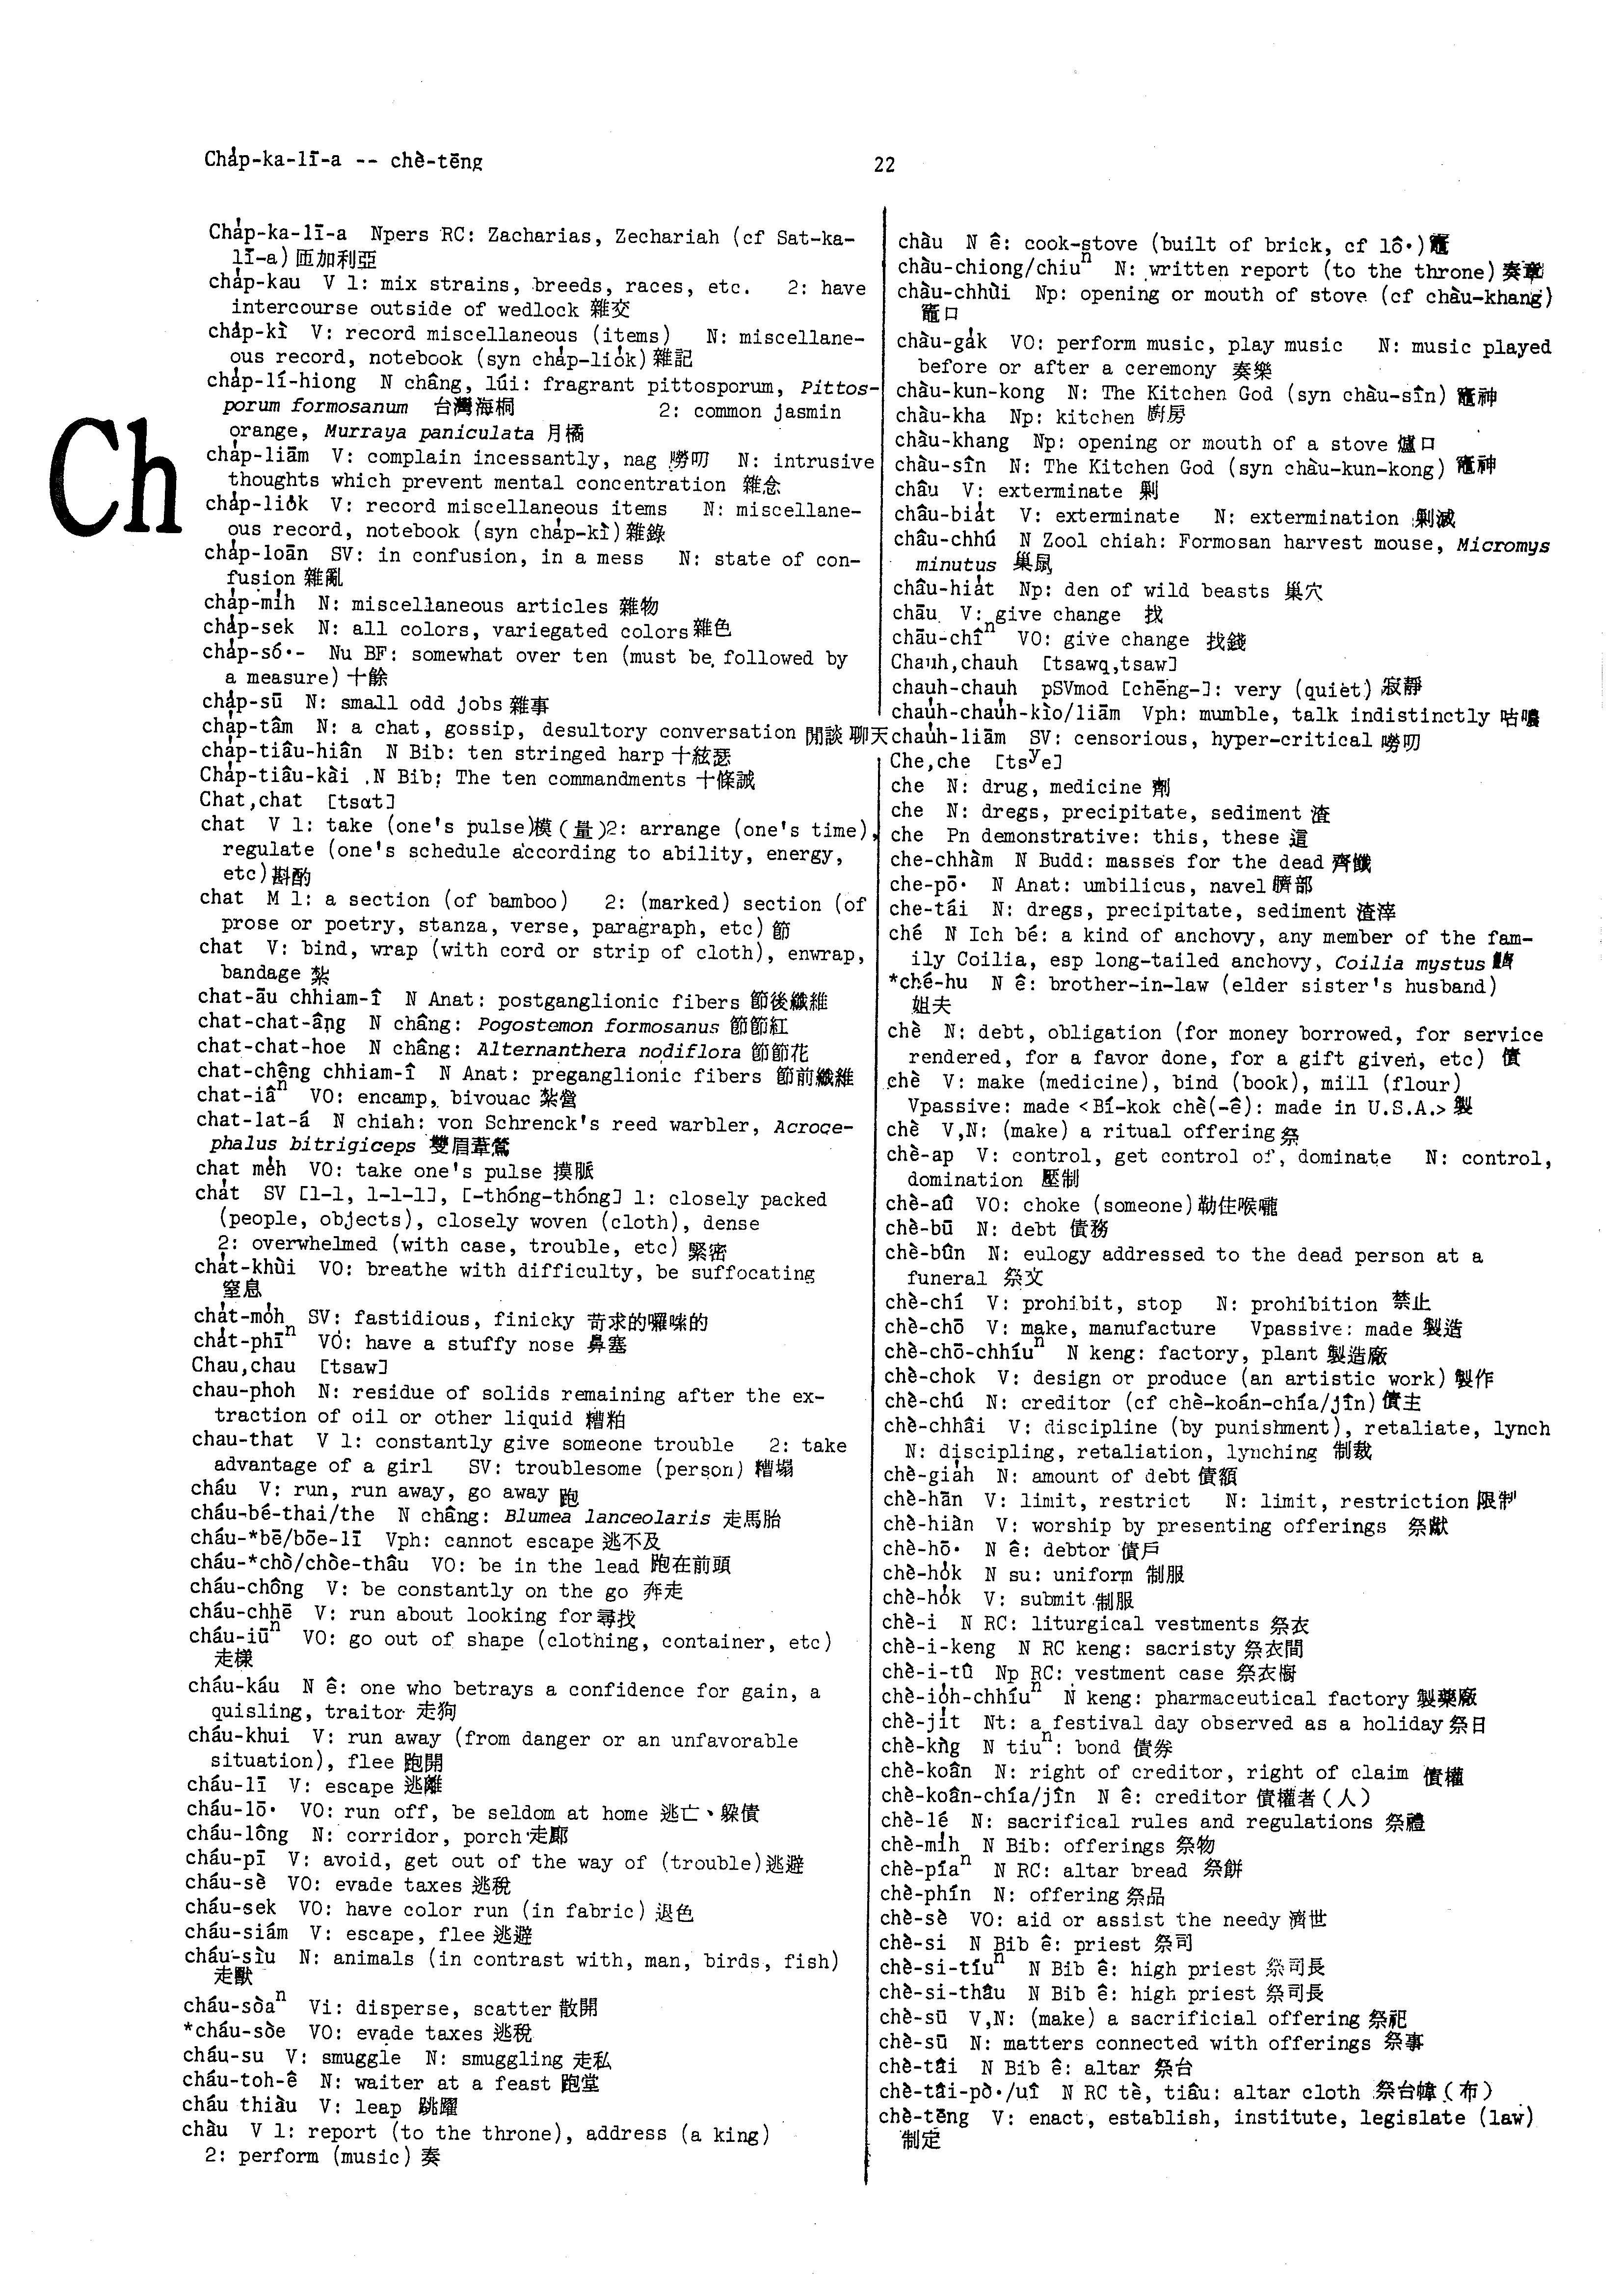 Cha̍p-ka-lī-a -- chè-tēng
22
Ch
Cha̍p-ka-lī-a Npers RC: Zacharias, Zechariah (cf Sat-ka-
lī-a) 匝加利亞
cha̍p-kau V 1: mix strains, breeds, races, etc. 2: have
intercourse outside of wedlock 雜交
cha̍p-kì V: record miscellaneous (items) N: miscellane-
ous record, notebook (syn cha̍p-lio̍k) 雜記
cha̍p-lí-hiong N châng, lúi: fragrant pittosporum, Pittos-
porum formosanum 台灣海桐 2: common jasmin
orange, Murraya paniculata 月橘
cha̍p-liām V: complain incessantly, nag 嘮叨 N: intrusive
thoughts which prevent mental concentration 雜念
cha̍p-lio̍k V: record miscellaneous items N: miscellane-
ous record, notebook (syn cha̍p-kì) 雜錄
cha̍p-loān SV: in confusion, in a mess N: state of con-
fusion 雜亂
cha̍p-mi̍h N: miscellaneous articles 雜物
cha̍p-sek N: all colors, variegated colors 雜色
cha̍p-só·- Nu BF: somewhat over ten (must be followed by
a measure) 十餘
cha̍p-sū N: small odd jobs 雜事
cha̍p-tâm N: a chat, gossip, desultory conversation 閒談 聊天
cha̍p-tiâu-hiân N Bib: ten stringed harp 十絃瑟
Cha̍p-tiâu-kài N Bib: The ten commandments 十條誡
Chat,chat [tsɑt]
chat V 1: take (one's pulse)模(量)2: arrange (one's time),
regulate (one's schedule according to ability, energy,
etc) 斟酌
chat M 1: a section (of bamboo) 2: (marked) section (of
prose or poetry, stanza, verse, paragraph, etc) 節
chat V: bind, wrap (with cord or strip of cloth), enwrap,
bandage 紮
chat-āu chhiam-î N Anat: postganglionic fibers 節後纖維
chat-chat-âng N châng: Pogostemon formosanus 節節紅
chat-chat-hoe N châng: Alternanthera nodiflora 節節花
chat-chêng chhiam-î N Anat: preganglionic fibers 節前纖維
chat-iâⁿ VO: encamp, bivouac 紮營
chat-lat-á N chiah: von Schrenck's reed warbler, Acroce-
phalus bitrigiceps 雙眉葦鶯
chat me̍h VO: take one's pulse 摸脈
cha̍t SV [1-1, 1-1-1], [-thóng-thóng] 1: closely packed
(people, objects), closely woven (cloth), dense
2: overwhelmed (with case, trouble, etc) 緊密
cha̍t-khùi VO: breathe with difficulty, be suffocating
窒息
cha̍t-mo̍h SV: fastidious, finicky 苛求的囉嗦的
cha̍t-phīⁿ VO: have a stuffy nose 鼻塞
Chau,chau [tsaw]
chau-phoh N: residue of solids remaining after the ex-
traction of oil or other liquid 糟粕
chau-that V 1: constantly give someone trouble 2: take
advantage of a girl SV: troublesome (person) 糟塌
cháu V: run, run away, go away 跑
cháu-bé-thai/the N châng: Blumea lanceolaris 走馬胎
cháu-*bē/bōe-lī Vph: cannot escape 逃不及
cháu-*chò/chòe-thâu VO: be in the lead 跑在前頭
cháu-chông V: be constantly on the go 奔走
cháu-chhē V: run about looking for 尋找
cháu-iūⁿ VO: go out of shape (clothing, container, etc)
走樣
cháu-káu N ê: one who betrays a confidence for gain, a
quisling, traitor 走狗
cháu-khui V: run away (from danger or an unfavorable
situation), flee 跑開
cháu-lī V: escape 逃離
cháu-lō· VO: run off, be seldom at home 逃亡、躲債
cháu-lông N: corridor, porch 走廊
cháu-pī V: avoid, get out of the way of (trouble) 逃避
cháu-sè VO: evade taxes 逃稅
cháu-sek VO: have color run (in fabric) 退色
cháu-siám V: escape, flee 逃避
cháu-siù N: animals (in contrast with, man, birds, fish)
走獸
cháu-sòaⁿ Vi: disperse, scatter 散開
*cháu-sòe VO: evade taxes 逃稅
cháu-su V: smuggle N: smuggling 走私
cháu-toh-ê N: waiter at a feast 跑堂
cháu thiàu V: leap 跳躍
chàu V 1: report (to the throne), address (a king)
2: perform (music) 奏
chàu N ê: cook-stove (built of brick, cf lô·) 竈
chàu-chiong/chiuⁿ N: written report (to the throne) 奏章
chàu-chhùi Np: opening or mouth of stove (cf chàu-khang)
竈口
chàu-ga̍k VO: perform music, play music N: music played
before or after a ceremony 奏樂
chàu-kun-kong N: The Kitchen God (syn chàu-sîn) 竈神
chàu-kha Np: kitchen 廚房
chàu-khang Np: opening or mouth of a stove 爐口
chàu-sîn N: The Kitchen God (syn chàu-kun-kong) 竈神
châu V: exterminate 剿
châu-bia̍t V: exterminate N: extermination 剿滅
châu-chhú N Zool chiah: Formosan harvest mouse, Micromys
minutus 巢鼠
châu-hia̍t Np: den of wild beasts 巢穴
chāu V: give change 找
chāu-chîⁿ VO: give change 找錢
Chauh,chauh [tsawq,tsaw]
chauh-chauh pSVmod [chēng-]: very (quiet) 寂靜
chau̍h-chau̍h-kìo/liām Vph: mumble, talk indistinctly 咕噥
chau̍h-liām SV: censorious, hyper-critical 嘮叨
Che,che [tsʸe]
che N: drug, medicine 劑
che N: dregs, precipitate, sediment 渣
che Pn demonstrative: this, these 這
che-chhàm N Budd: masses for the dead 齊懺
che-pō· N Anat: umbilicus, navel 臍部
che-tái N: dregs, precipitate, sediment 渣滓
ché N Ich bé: a kind of anchovy, any member of the fam-
ily Coilia, esp long-tailed anchovy, Coilia mystus
*ché-hu N ê: brother-in-law (elder sister's husband)
姐夫
chè N: debt, obligation (for money borrowed, for service
rendered, for a favor done, for a gift given, etc) 債
chè V: make (medicine), bind (book), mill (flour)
Vpassive: made <Bí-kok chè(-ê): made in U.S.A.> 製
chè V,N: (make) a ritual offering 祭
chè-ap V: control, get control of, dominate N: control,
domination 壓制
chè-aû VO: choke (someone) 勒住喉嚨
chè-bū N: debt 債務
chè-bûn N: eulogy addressed to the dead person at a
funeral 祭文
chè-chí V: prohibit, stop N: prohibition 禁止
chè-chō V: make, manufacture Vpassive: made 製造
chè-chō-chhíuⁿ N keng: factory, plant 製造廠
chè-chok V: design or produce (an artistic work) 製作
chè-chú N: creditor (cf chè-koán-chía/jîn) 債主
chè-chhâi V: discipline (by punishment), retaliate, lynch
N: discipling, retaliation, lynching 制裁
chè-gia̍h N: amount of debt 債額
chè-hān V: limit, restrict N: limit, restriction 限制
chè-hiàn V: worship by presenting offerings 祭獻
chè-hō· N ê: debtor 債戶
chè-ho̍k N su: uniform 制服
chè-ho̍k V: submit 制服
chè-i N RC: liturgical vestments 祭衣
chè-i-keng N RC keng: sacristy 祭衣間
chè-i-tû Np RC: vestment case 祭衣櫥
chè-io̍h-chhíuⁿ N keng: pharmaceutical factory 製藥廠
chè-ji̍t Nt: a festival day observed as a holiday 祭日
chè-kǹg N tiuⁿ: bond 債券
chè-koân N: right of creditor, right of claim 債權
chè-koân-chía/jîn N ê: creditor 債權者(人)
chè-lé N: sacrifical rules and regulations 祭禮
chè-mi̍h N Bib: offerings 祭物
chè-píaⁿ N RC: altar bread 祭餅
chè-phín N: offering 祭品
chè-sè VO: aid or assist the needy 濟世
chè-si N Bib ê: priest 祭司
chè-si-tíuⁿ N Bib ê: high priest 祭司長
chè-si-thâu N Bib ê: high priest 祭司長
chè-sū V,N: (make) a sacrificial offering 祭祀
chè-sū N: matters connected with offerings 祭事
chè-tâi N Bib ê: altar 祭台
chè-tâi-pò·/uî N RC tè, tiâu: altar cloth 祭台幃(布)
chè-tēng V: enact, establish, institute, legislate (law)
制定